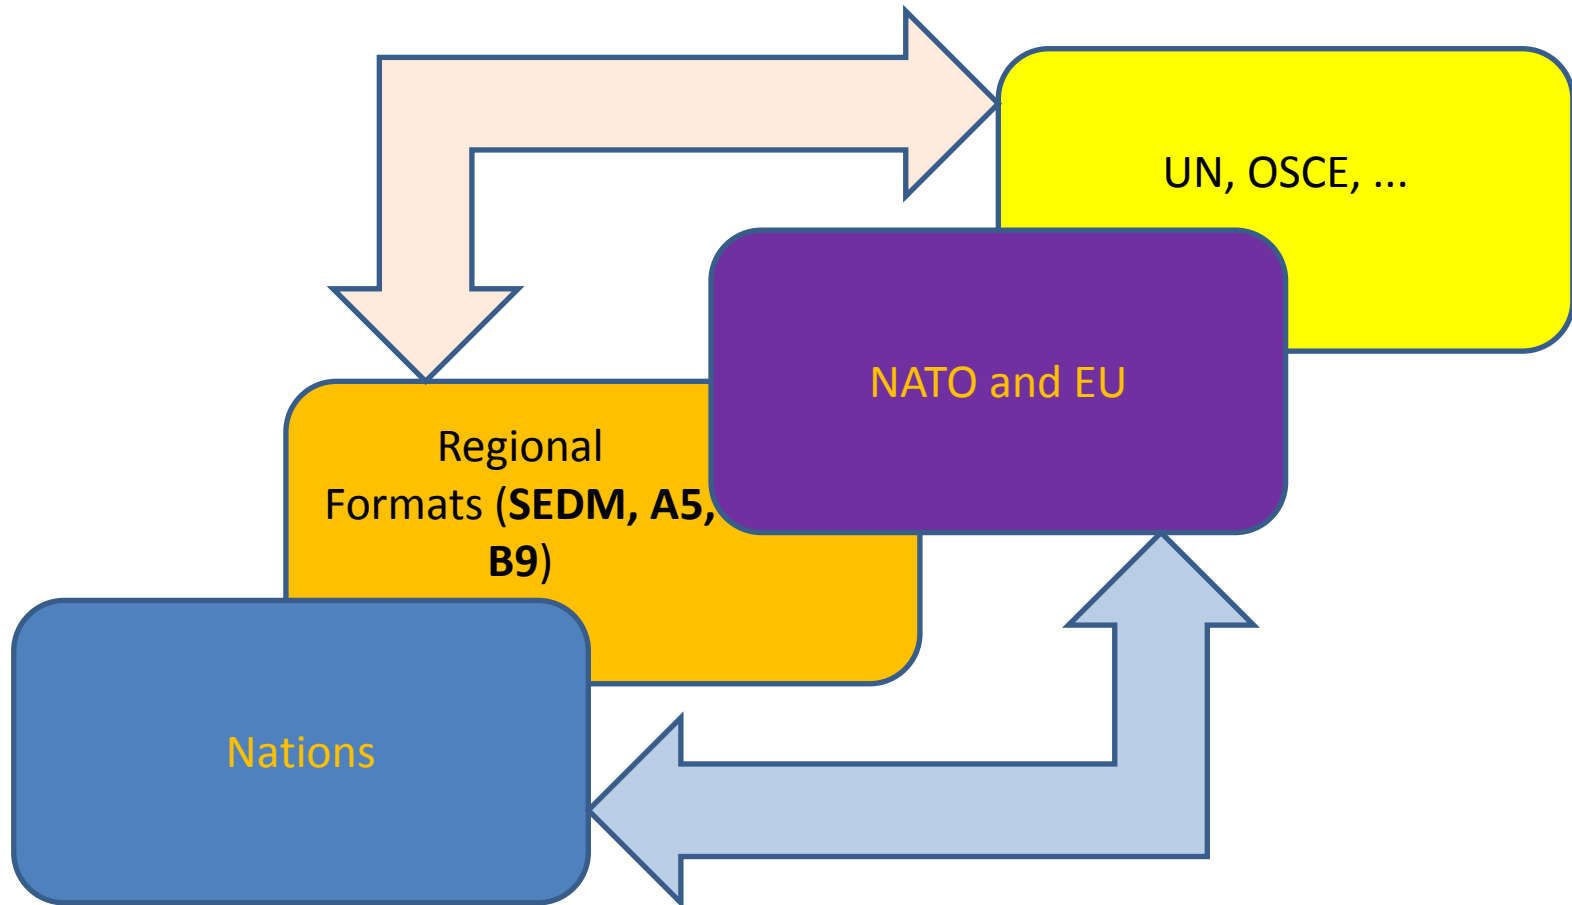 UN, OSCE, ...
NATO and EU
Regional
Formats (SEDM, A5,
B9)
Nations